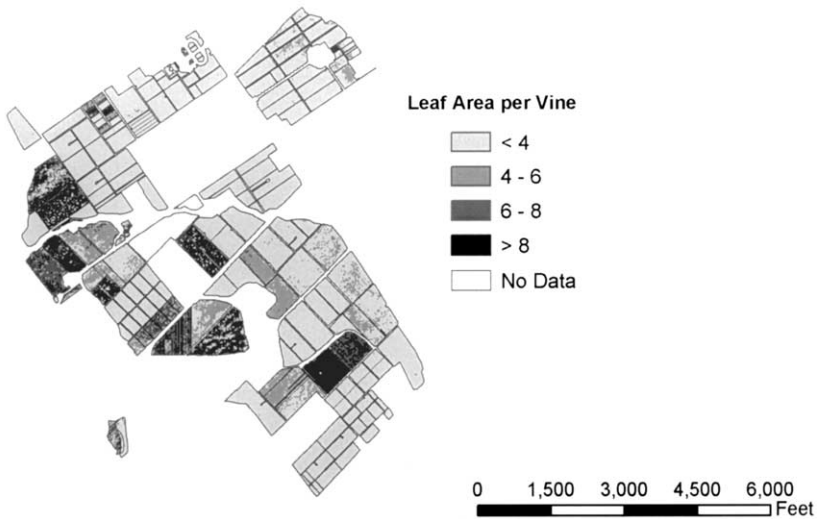 Leaf Area per Vine
< 4
4 - 6
6 - 8
> 8
No Data
0 1,500 3,000 4,500 6,000
Feet